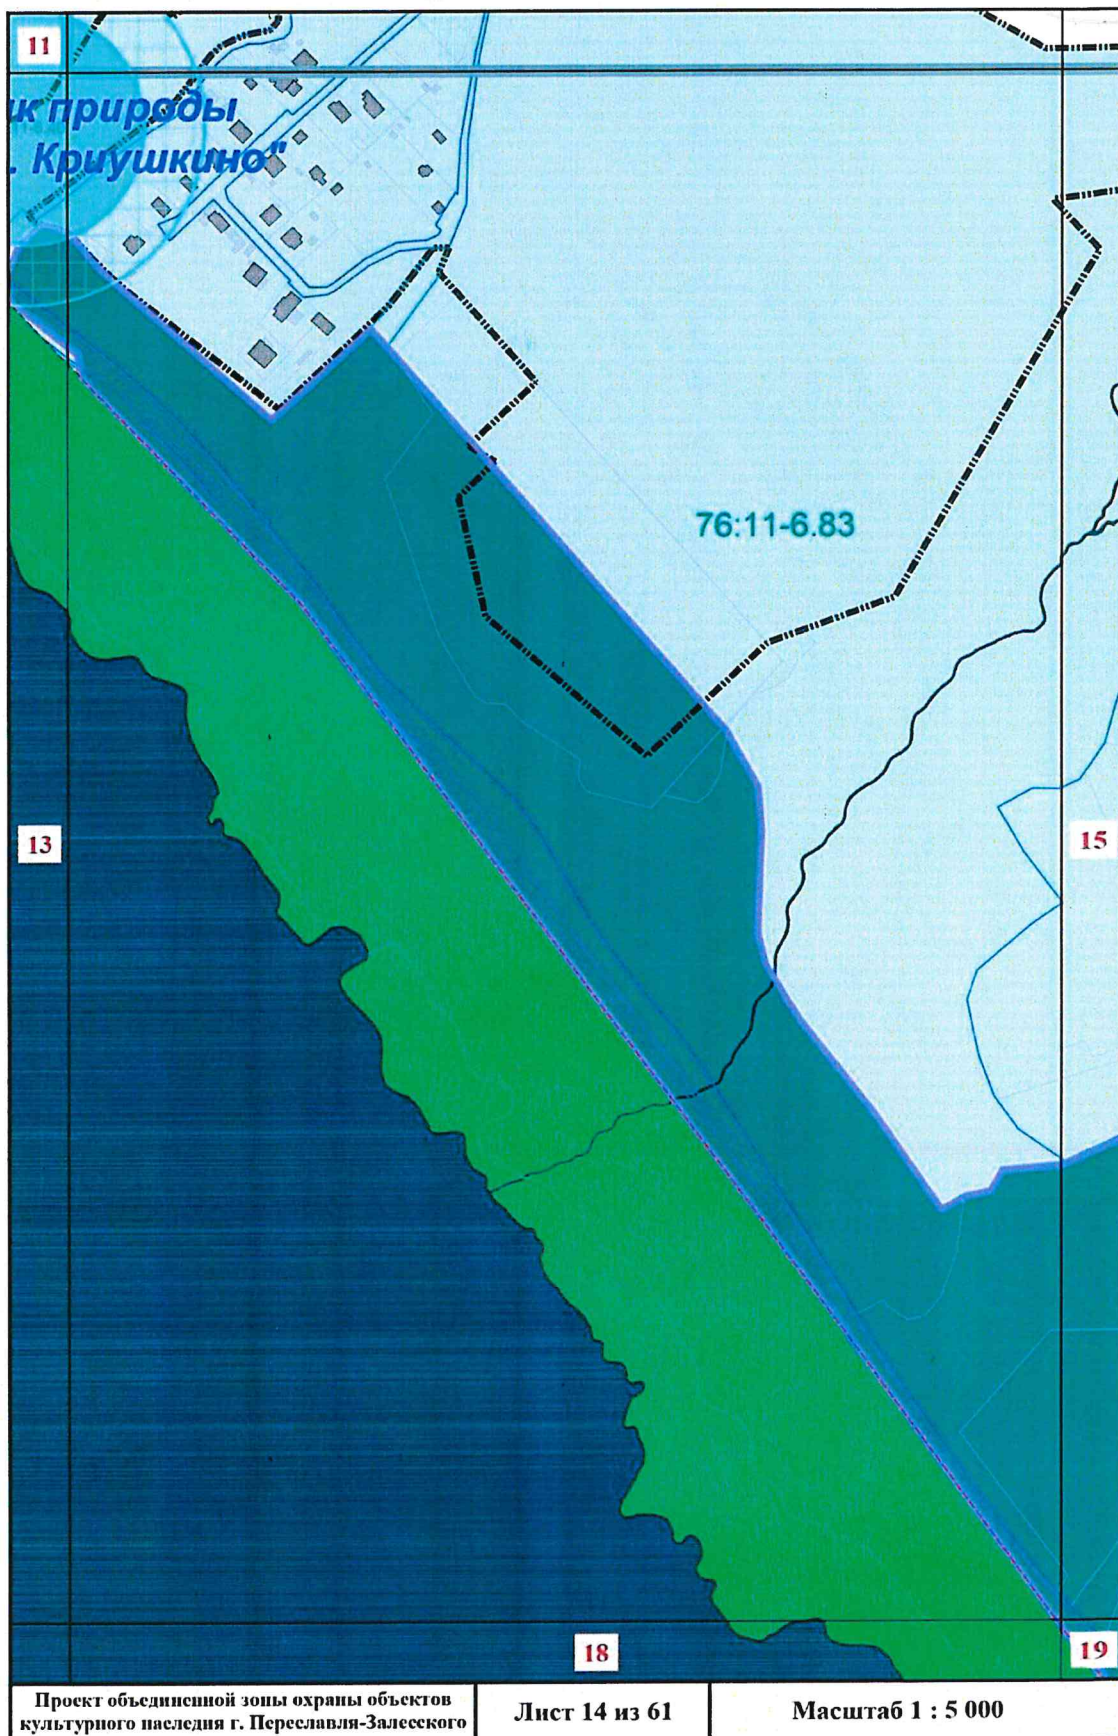 11
к природы
. Криушкино"
76:11-6.83
13
15
18
19
Проект объединенной зоны охраны объектов
культурного наследия г. Переславля-Залесского
Лист 14 из 61
Масштаб 1 : 5 000